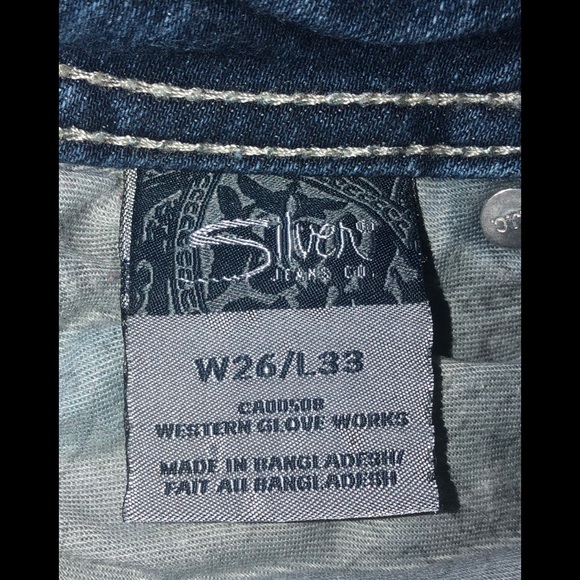 Silver
JEANS CO.
W26/L33
CA00508
WESTERN GLOVE WORKS
MADE IN BANGLADESH/
FAIT AU BANGLADESH